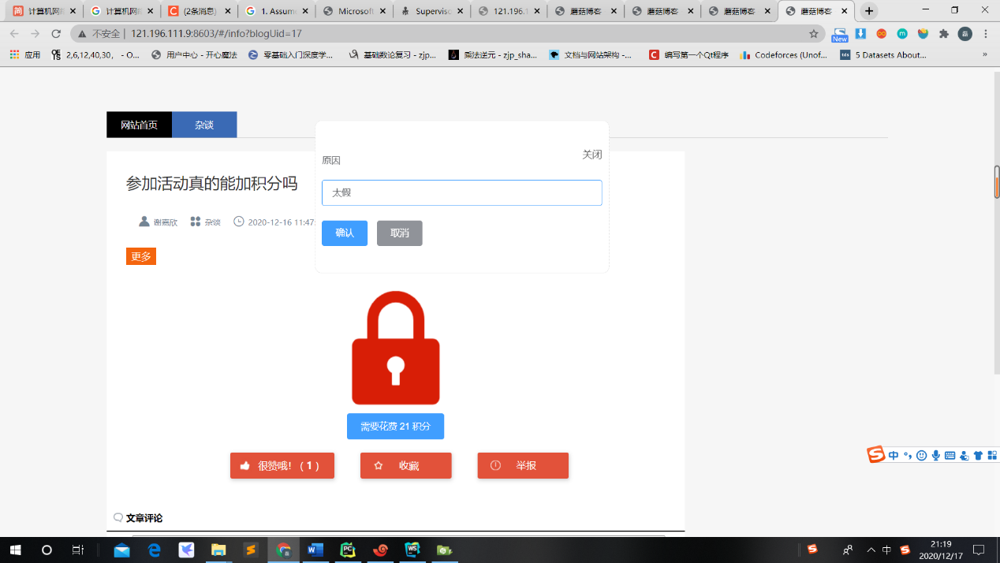 计算机网
计算机网
(2条消息)
1. Assum
Microsoft
Supervis
121.196.1
蘑菇博客
蘑菇博客
蘑菇博客
蘑菇博客
不安全 | 121.196.111.9:8603/#/info?blogUid=17
New
磊
应用
2,6,12,40,30， - O...
用户中心 - 开心魔法
零基础入门深度学...
基础数论复习 - zjp...
乘法逆元 - zjp_sha...
文档与网站架构 -...
编写第一个Qt程序
Codeforces (Unof...
5 Datasets About...
»
网站首页
杂谈
关闭
原因
太假
确认
取消
参加活动真的能加积分吗
谢嘉欣
杂谈
2020-12-16 11:47:
更多
需要花费 21 积分
很赞哦! ( 1 )
收藏
举报
中
文章评论
中
21:19
2020/12/17